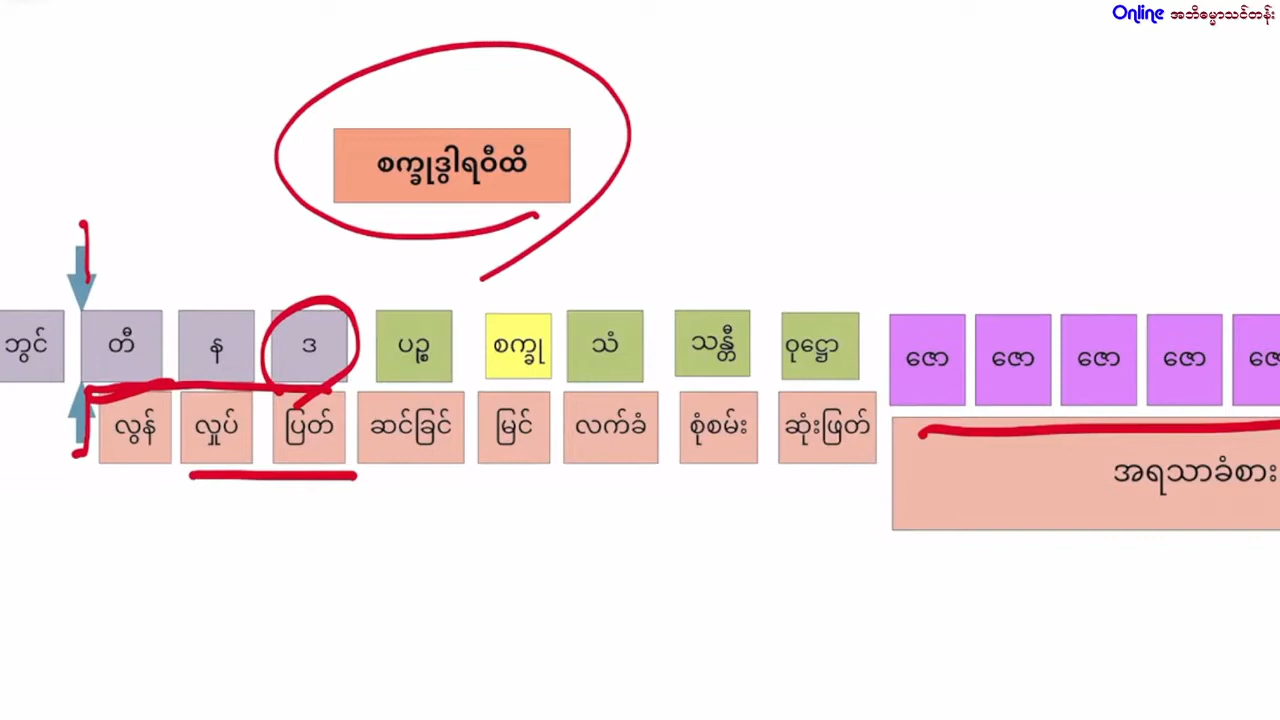 Online အဘိဓမ္မာသင်တန်း
စက္ခုဒွါရဝီထိ
ဘွင် တီ န ဒ ပဉ္စ စက္ခု သံ သန္တီ ဝုဋ္ဌော ဇော ဇော ဇော ဇော ဇော
လွန် လှုပ် ပြတ် ဆင်ခြင် မြင် လက်ခံ စုံစမ်း ဆုံးဖြတ်
အရသာခံစား